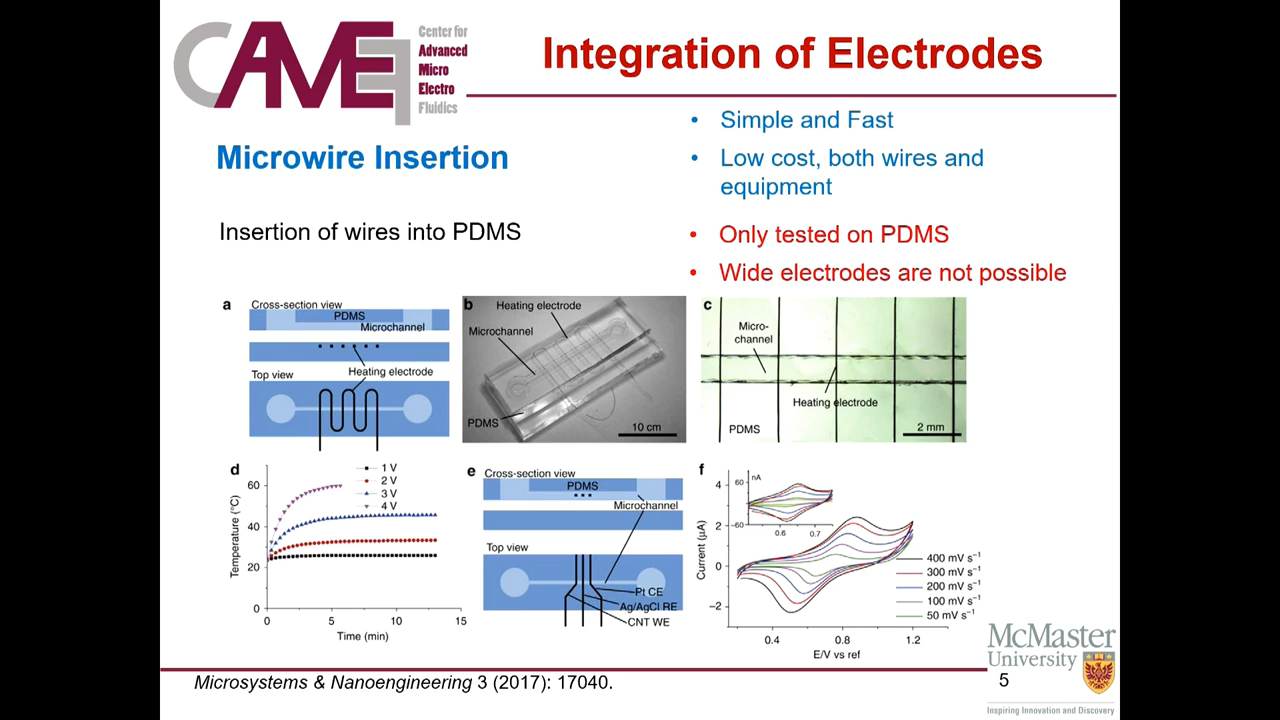 CAMEF
Center for
Advanced
Micro
Electro
Fluidics
Integration of Electrodes
Microwire Insertion
Insertion of wires into PDMS
• Simple and Fast
• Low cost, both wires and
equipment
• Only tested on PDMS
• Wide electrodes are not possible
a
Cross-section view
PDMS
Microchannel
Top view
Heating electrode
b
Heating electrode
Microchannel
PDMS
10 cm
c
Micro-
channel
Heating electrode
PDMS
2 mm
d
Temperature (°C)
60
40
20
0
1 V
2 V
3 V
4 V
0 5 10 15
Time (min)
e
Cross-section view
PDMS
Microchannel
Top view
Pt CE
Ag/AgCl RE
CNT WE
f
Current (µA)
4
2
0
−2
nA
60
−60
0.6 0.7
400 mV s⁻¹
300 mV s⁻¹
200 mV s⁻¹
100 mV s⁻¹
50 mV s⁻¹
0.4 0.8 1.2
E/V vs ref
Microsystems & Nanoengineering 3 (2017): 17040.
McMaster
University
5
Inspiring Innovation and Discovery